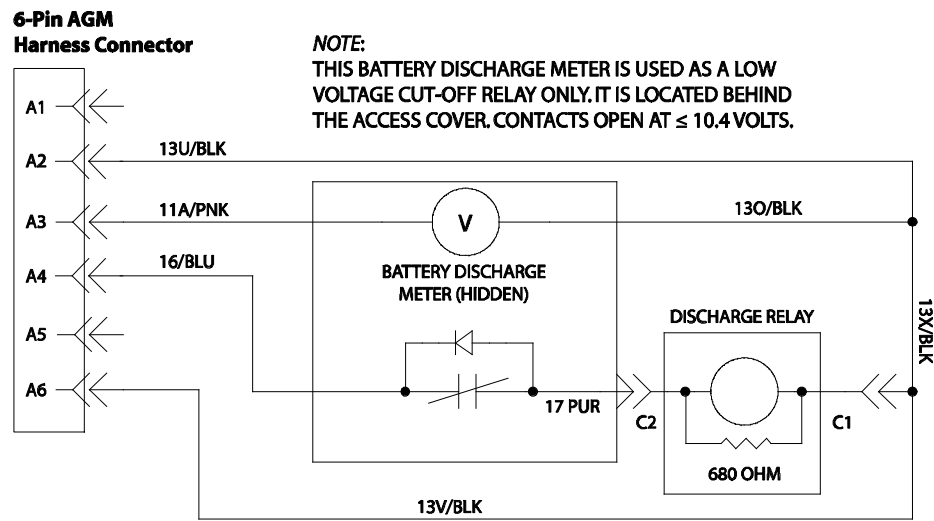 6-Pin AGM
Harness Connector
NOTE:
THIS BATTERY DISCHARGE METER IS USED AS A LOW
VOLTAGE CUT-OFF RELAY ONLY. IT IS LOCATED BEHIND
THE ACCESS COVER. CONTACTS OPEN AT ≤ 10.4 VOLTS.
A1
A2
13U/BLK
A3
11A/PNK
V
13O/BLK
A4
16/BLU
BATTERY DISCHARGE
METER (HIDDEN)
DISCHARGE RELAY
13X/BLK
A5
A6
17 PUR
C2
C1
680 OHM
13V/BLK